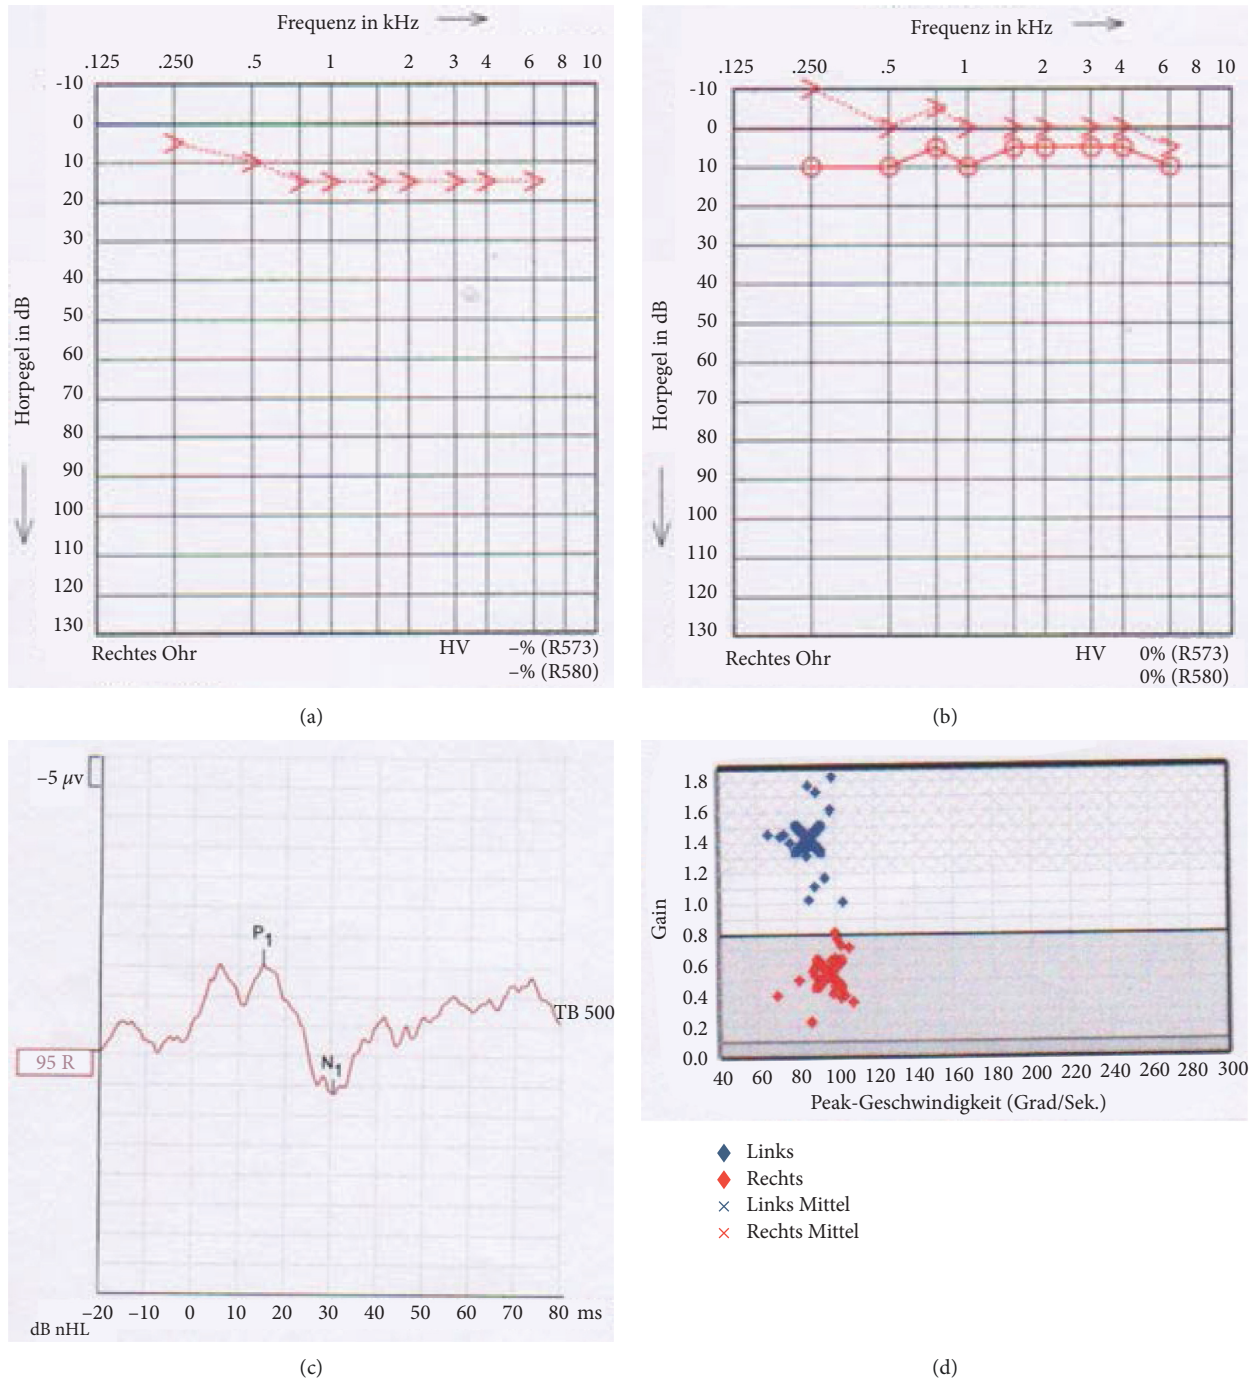 Frequenz in kHz
.125 .250 .5 1 2 3 4 6 8 10
-10
0
10
20
30
40
50
60
70
80
90
100
110
120
130
Horpegel in dB
Rechtes Ohr HV –% (R573)
–% (R580)
(a)
Frequenz in kHz
.125 .250 .5 1 2 3 4 6 8 10
-10
0
10
20
30
40
50
60
70
80
90
100
110
120
130
Horpegel in dB
Rechtes Ohr HV 0% (R573)
0% (R580)
(b)
–5 μv
P1
TB 500
95 R
N1
–20 –10 0 10 20 30 40 50 60 70 80 ms
dB nHL
(c)
1.8
1.6
1.4
1.2
1.0
0.8
0.6
0.4
0.2
0.0
Gain
40 60 80 100 120 140 160 180 200 220 240 260 280 300
Peak-Geschwindigkeit (Grad/Sek.)
Links
Rechts
Links Mittel
Rechts Mittel
(d)